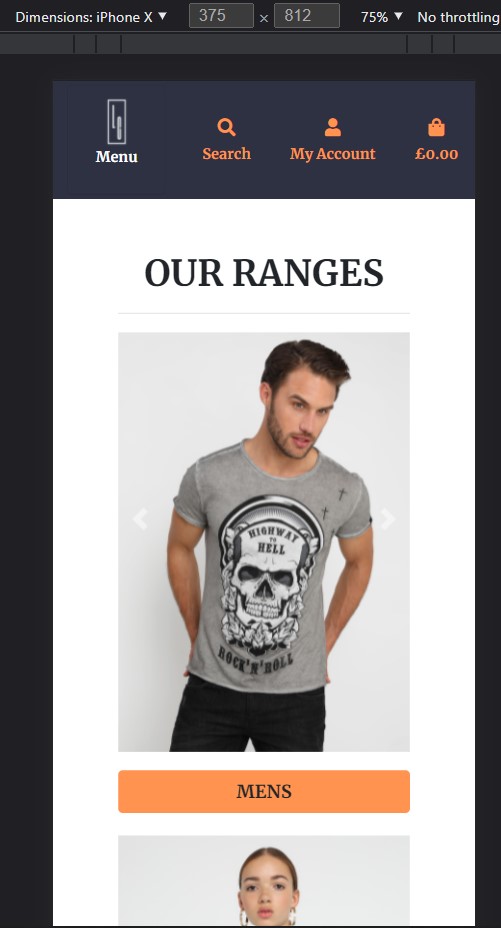 Dimensions: iPhone X ▼ 375 × 812 75% ▼ No throttling
Menu Search My Account £0.00
OUR RANGES
HIGHWAY
TO
HELL
ROCK'N'ROLL
MENS